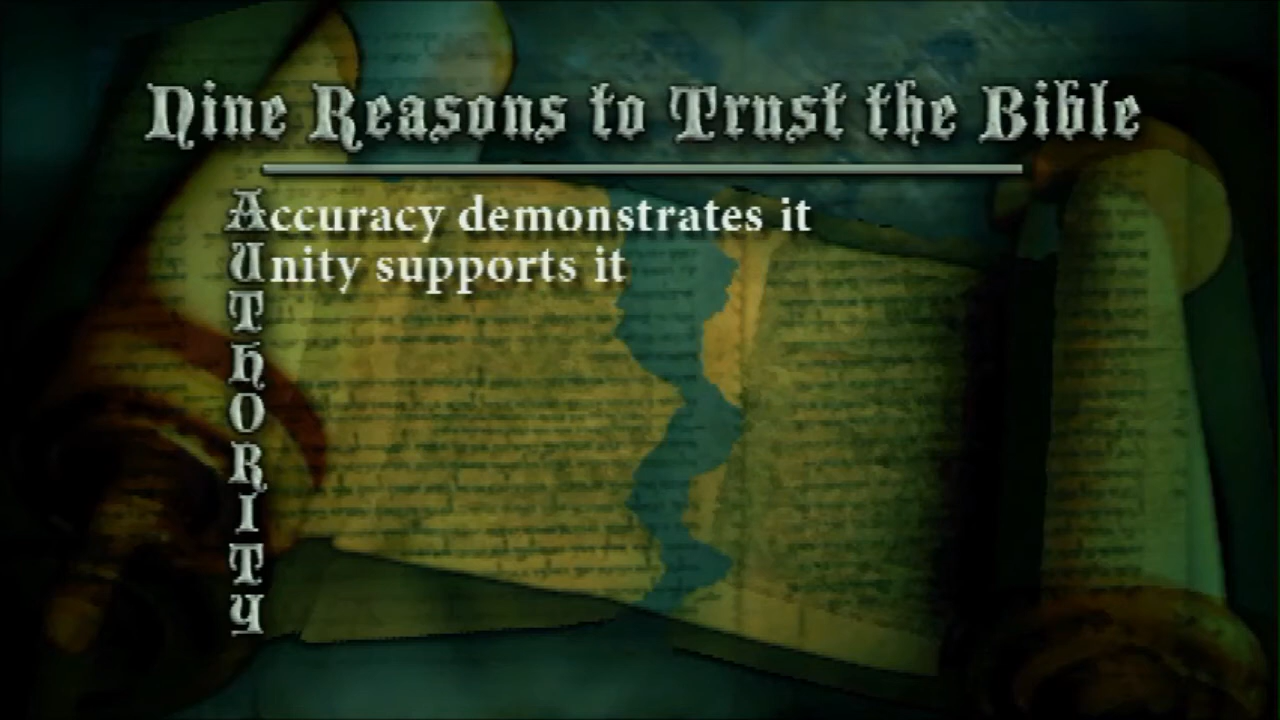 Nine Reasons to Trust the Bible
Accuracy demonstrates it
Unity supports it
T
h
O
R
I
T
y